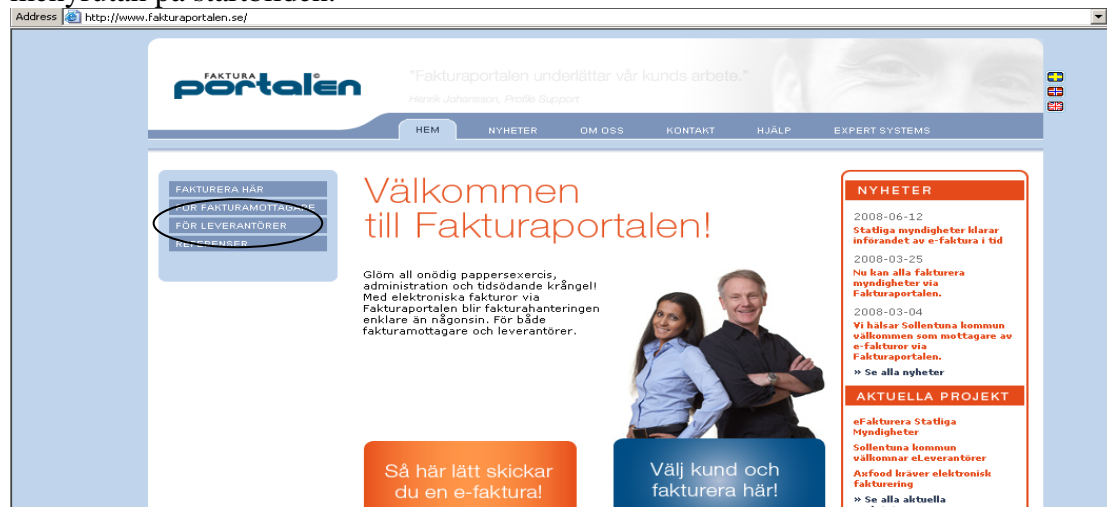 menyrutan på startbilden.
Address http://www.fakturaportalen.se/
FAKTURA
portalen
"Fakturaportalen underlättar vår kunds arbete."
Henrik Johansson, Profile Support
HEM NYHETER OM OSS KONTAKT HJÄLP EXPERT SYSTEMS
FAKTURERA HÄR
FÖR FAKTURAMOTTAGARE
FÖR LEVERANTÖRER
REFERENSER
Välkommen
till Fakturaportalen!
Glöm all onödig pappersexercis,
administration och tidsödande krångel!
Med elektroniska fakturor via
Fakturaportalen blir fakturahanteringen
enklare än någonsin. För både
fakturamottagare och leverantörer.
Så här lätt skickar
du en e-faktura!
Välj kund och
fakturera här!
NYHETER
2008-06-12
Statliga myndigheter klarar
införandet av e-faktura i tid
2008-03-25
Nu kan alla fakturera
myndigheter via
Fakturaportalen.
2008-03-04
Vi hälsar Sollentuna kommun
välkommen som mottagare av
e-fakturor via
Fakturaportalen.
» Se alla nyheter
AKTUELLA PROJEKT
eFakturera Statliga
Myndigheter
Sollentuna kommun
välkomnar eLeverantörer
Axfood kräver elektronisk
fakturering
» Se alla aktuella